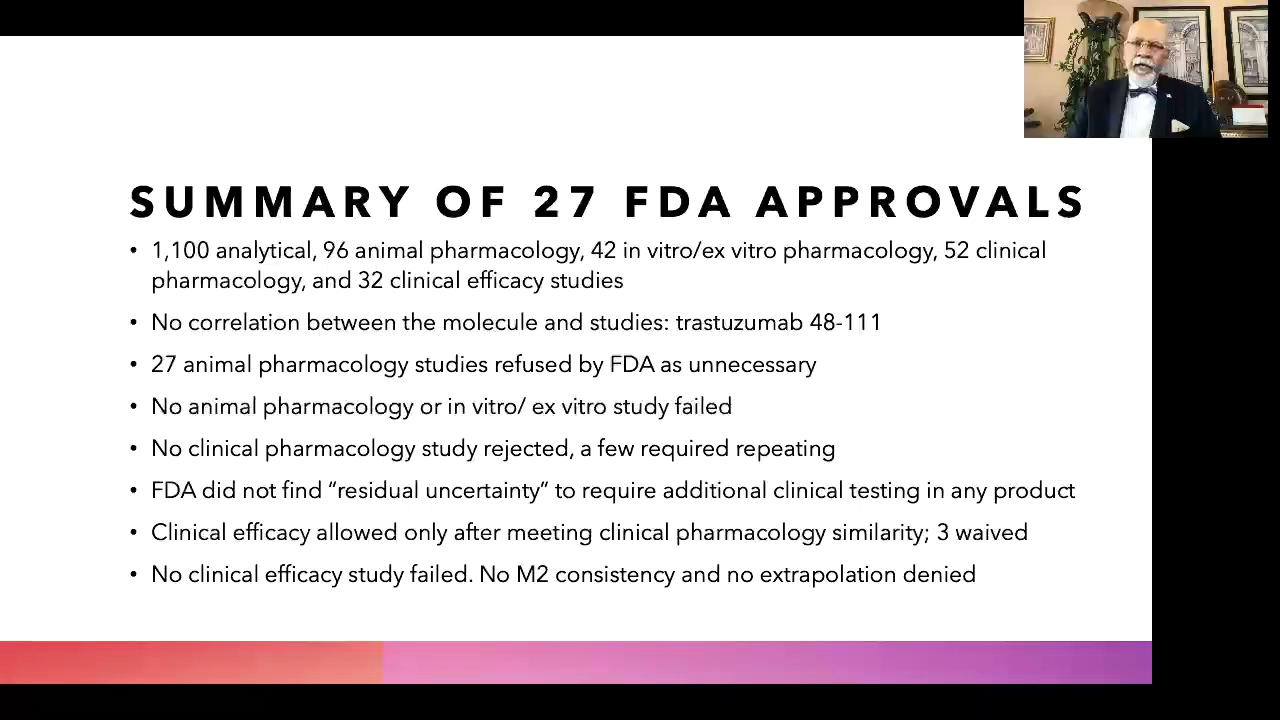 SUMMARY OF 27 FDA APPROVALS
• 1,100 analytical, 96 animal pharmacology, 42 in vitro/ex vitro pharmacology, 52 clinical
pharmacology, and 32 clinical efficacy studies
• No correlation between the molecule and studies: trastuzumab 48-111
• 27 animal pharmacology studies refused by FDA as unnecessary
• No animal pharmacology or in vitro/ ex vitro study failed
• No clinical pharmacology study rejected, a few required repeating
• FDA did not find “residual uncertainty” to require additional clinical testing in any product
• Clinical efficacy allowed only after meeting clinical pharmacology similarity; 3 waived
• No clinical efficacy study failed. No M2 consistency and no extrapolation denied